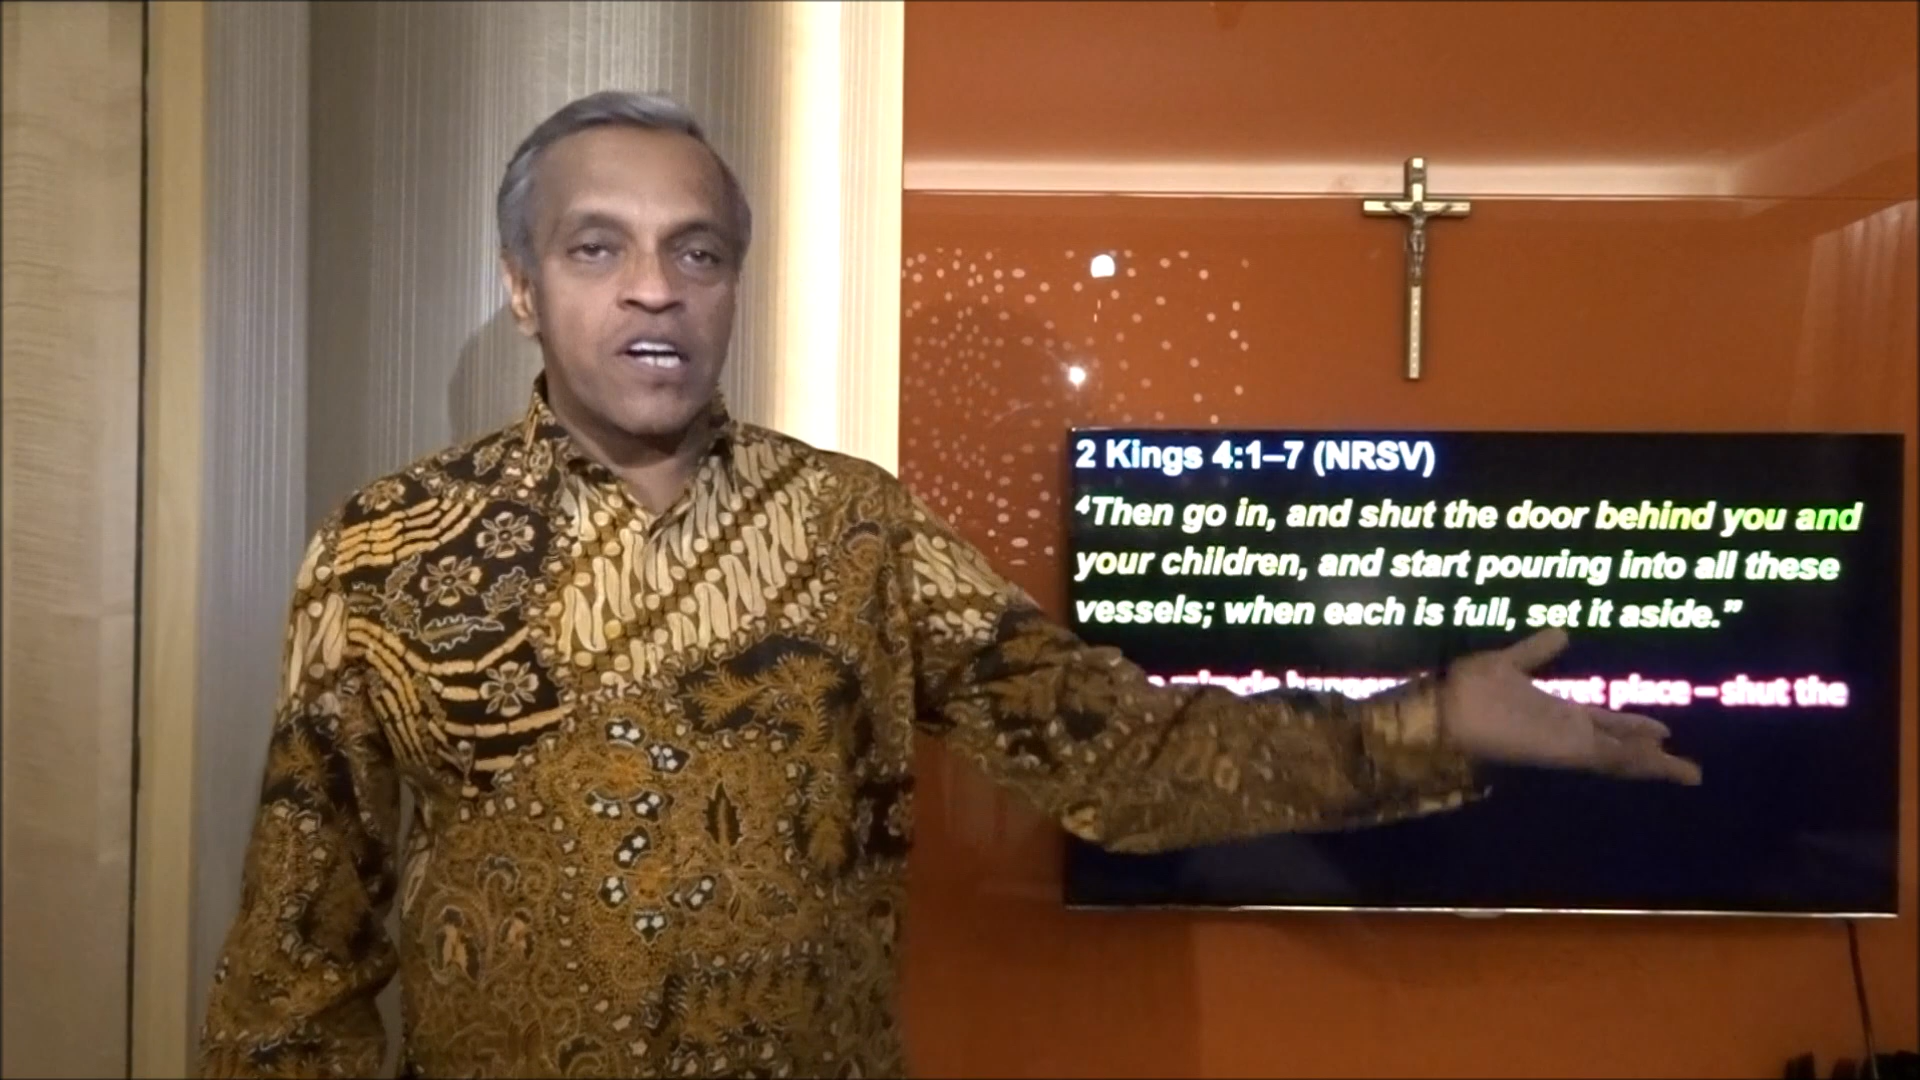 2 Kings 4:1–7 (NRSV)
⁴Then go in, and shut the door behind you and
your children, and start pouring into all these
vessels; when each is full, set it aside.”
miracle place – shut the